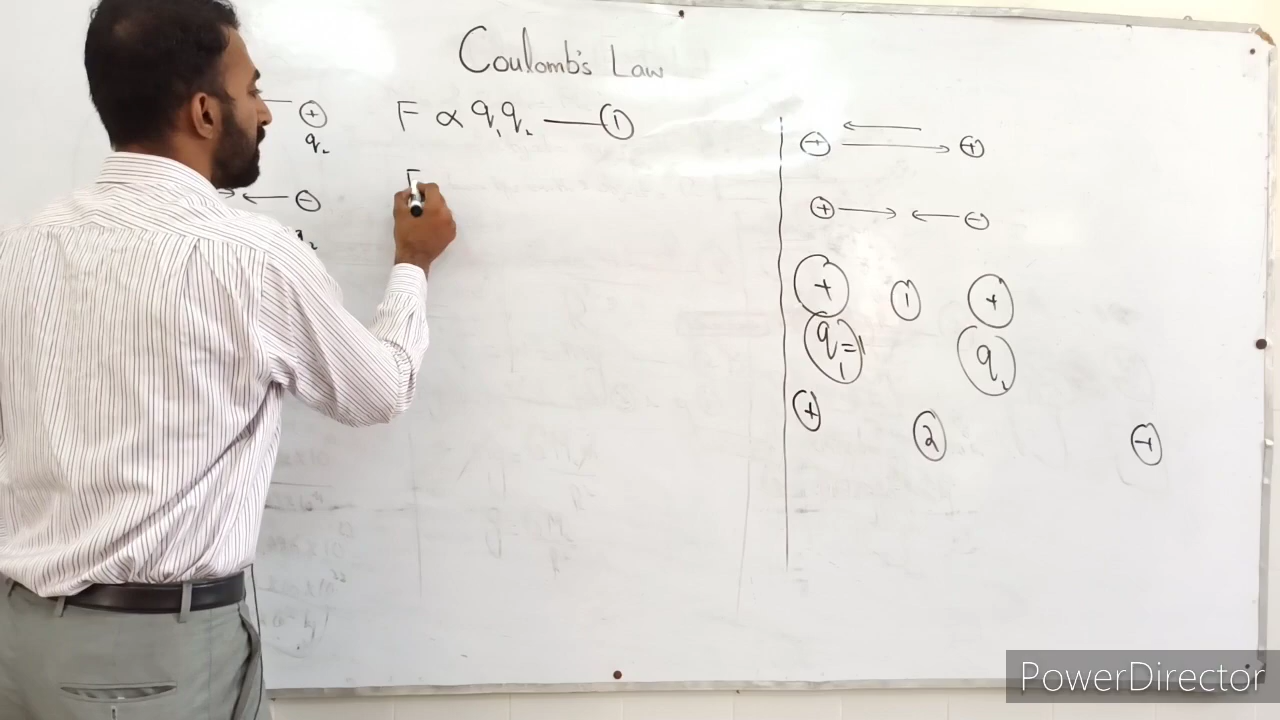 Coulomb's Law
F ∝ q₁q₂ —— ①
+
q₂
−
F
+ +
+ −
+ 1 +
q₁=1 q₂
+ 2 +
PowerDirector